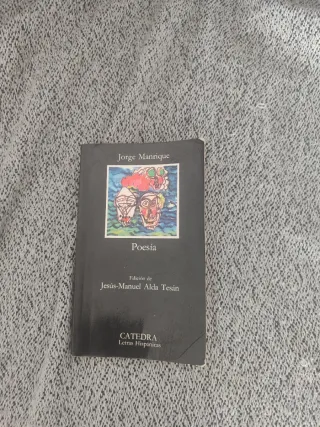 Jorge Manrique
Poesía
Edición de
Jesús-Manuel Alda Tesán
CATEDRA
Letras Hispánicas